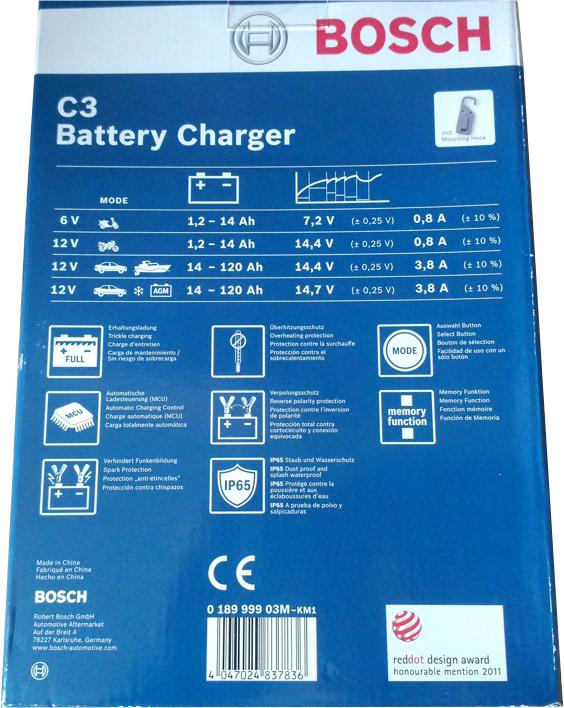 BOSCH
C3
Battery Charger
incl.
Mounting Hook
MODE
6 V 1,2 – 14 Ah 7,2 V (± 0,25 V) 0,8 A (± 10 %)
12V 1,2 – 14 Ah 14,4 V (± 0,25 V) 0,8 A (± 10 %)
12V 14 – 120 Ah 14,4 V (± 0,25 V) 3,8 A (± 10 %)
12V AGM 14 – 120 Ah 14,7 V (± 0,25 V) 3,8 A (± 10 %)
FULL
Erhaltungsladung
Trickle charging
Charge d'entretien
Carga de mantenimiento /
Sin riesgo de sobrecarga
Überhitzungsschutz
Overheating protection
Protection contre la surchauffe
Protección contra el
sobrecalentamiento
MODE
Auswahl Button
Select Button
Bouton de sélection
Facilidad de uso con un
sólo botón
MCU
Automatische
Ladesteuerung (MCU)
Automatic Charging Control
Charge automatique (MCU)
Carga totalmente automática
Verpolungsschutz
Reverse polarity protection
Protection contre l'inversion
de polarité
Protección total contra
cortocircuito y conexión
equivocada
memory
function
Memory Funktion
Memory Function
Fonction mémoire
Función de Memoria
Verhindert Funkenbildung
Spark Protection
Protection „anti-étincelles"
Protección contra chispazos
IP65
IP65 Staub und Wasserschutz
IP65 Dust proof and
splash waterproof
IP65 Protégé contre la
poussière et aux
éclaboussures d'eau
IP65 A prueba de polvo y
salpicaduras
Made in China
Fabriqué en Chine
Hecho en China
BOSCH
Robert Bosch GmbH
Automotive Aftermarket
Auf der Breit 4
76227 Karlsruhe, Germany
www.bosch-automotive.com
CE
0 189 999 03M-KM1
4 047024 837836
reddot design award
honourable mention 2011